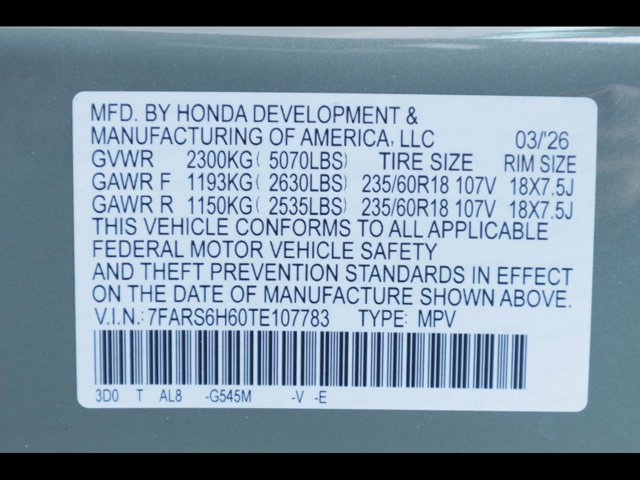 MFD. BY HONDA DEVELOPMENT &
MANUFACTURING OF AMERICA, LLC 03/'26
GVWR 2300KG( 5070LBS) TIRE SIZE RIM SIZE
GAWR F 1193KG( 2630LBS) 235/60R18 107V 18X7.5J
GAWR R 1150KG( 2535LBS) 235/60R18 107V 18X7.5J
THIS VEHICLE CONFORMS TO ALL APPLICABLE
FEDERAL MOTOR VEHICLE SAFETY
AND THEFT PREVENTION STANDARDS IN EFFECT
ON THE DATE OF MANUFACTURE SHOWN ABOVE.
V.I.N.:7FARS6H60TE107783 TYPE: MPV
3D0 T AL8 -G545M -V -E